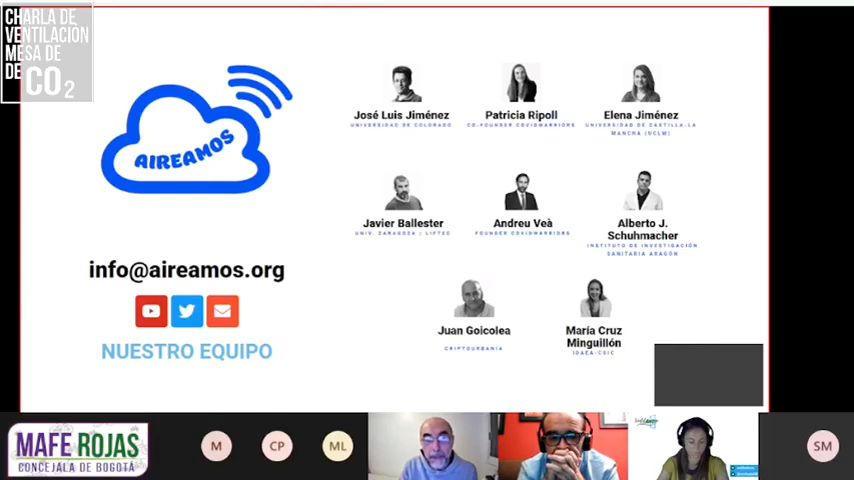 CHARLA DE
VENTILACIÓN
MESA DE
DE CO2
AIREAMOS
info@aireamos.org
NUESTRO EQUIPO
José Luis Jiménez
UNIVERSIDAD DE COLORADO
Patricia Ripoll
CO-FOUNDER COVIDWARRIORS
Elena Jiménez
UNIVERSIDAD DE CASTILLA-LA
MANCHA (UCLM)
Javier Ballester
UNIV. ZARAGOZA / LIFTEC
Andreu Veà
FOUNDER COVIDWARRIORS
Alberto J.
Schuhmacher
INSTITUTO DE INVESTIGACIÓN
SANITARIA ARAGÓN
Juan Goicolea
CRIPTOURBANIA
María Cruz
Minguillón
IDAEA-CSIC
MAFE ROJAS
CONCEJALA DE BOGOTÁ
M
CP
ML
SM